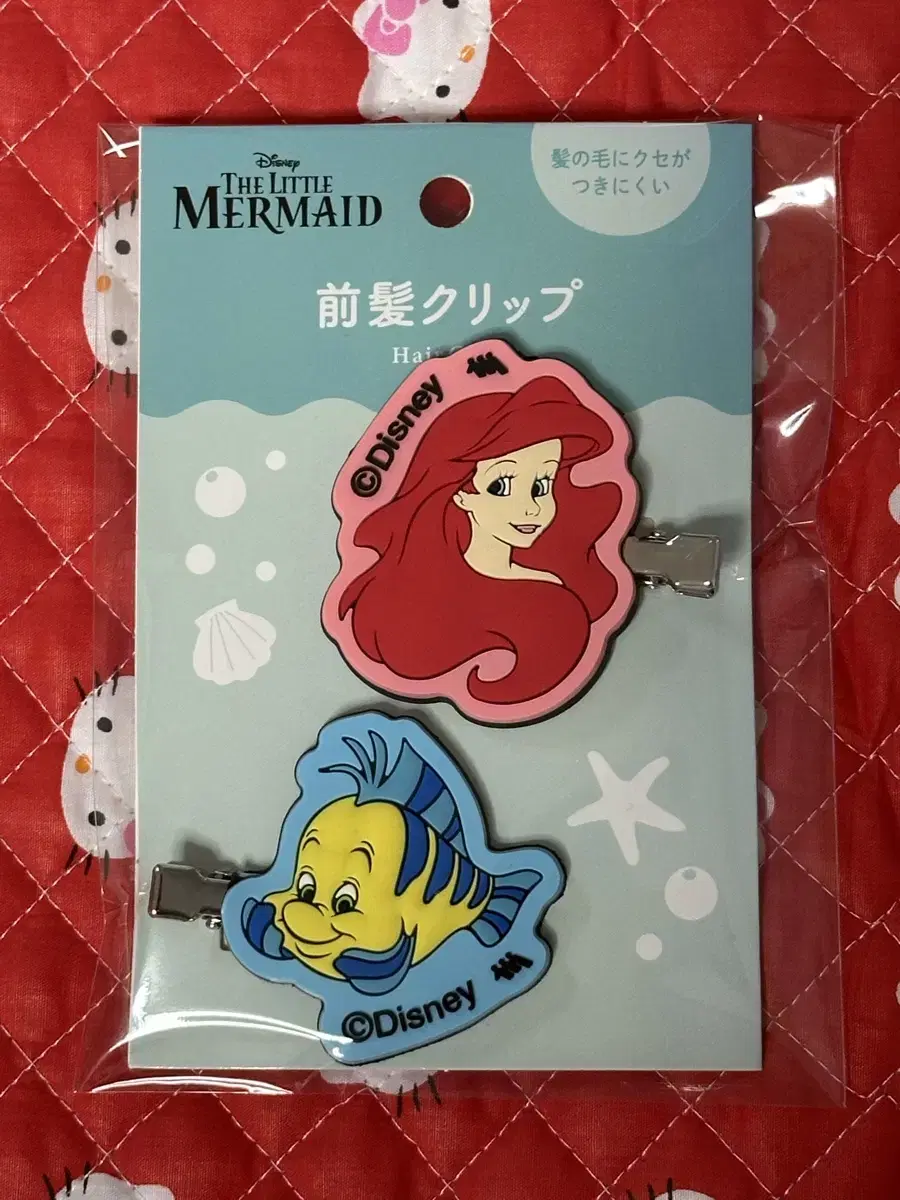 Disney
THE LITTLE
MERMAID
髪の毛にクセが
つきにくい
前髪クリップ
©Disney
©Disney